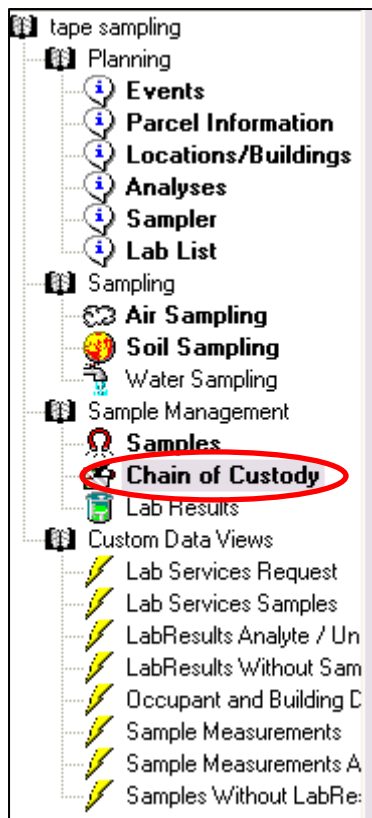 tape sampling
Planning
Events
Parcel Information
Locations/Buildings
Analyses
Sampler
Lab List
Sampling
Air Sampling
Soil Sampling
Water Sampling
Sample Management
Samples
Chain of Custody
Lab Results
Custom Data Views
Lab Services Request
Lab Services Samples
LabResults Analyte / Un
LabResults Without Sam
Occupant and Building D
Sample Measurements
Sample Measurements A
Samples Without LabRe